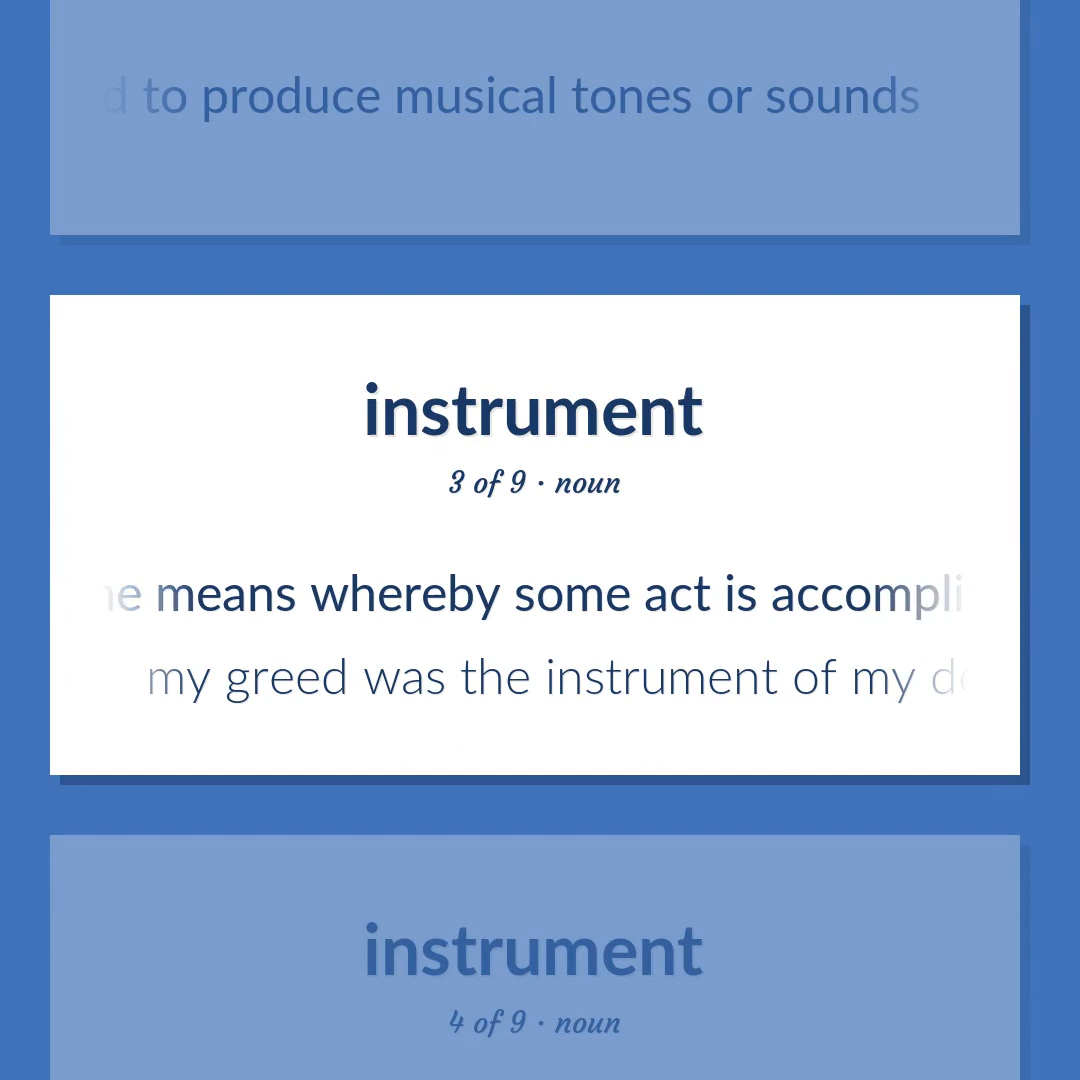 to produce musical tones or sounds
instrument
3 of 9 · noun
means whereby some act is
my greed was the instrument of my
instrument
4 of 9 · noun